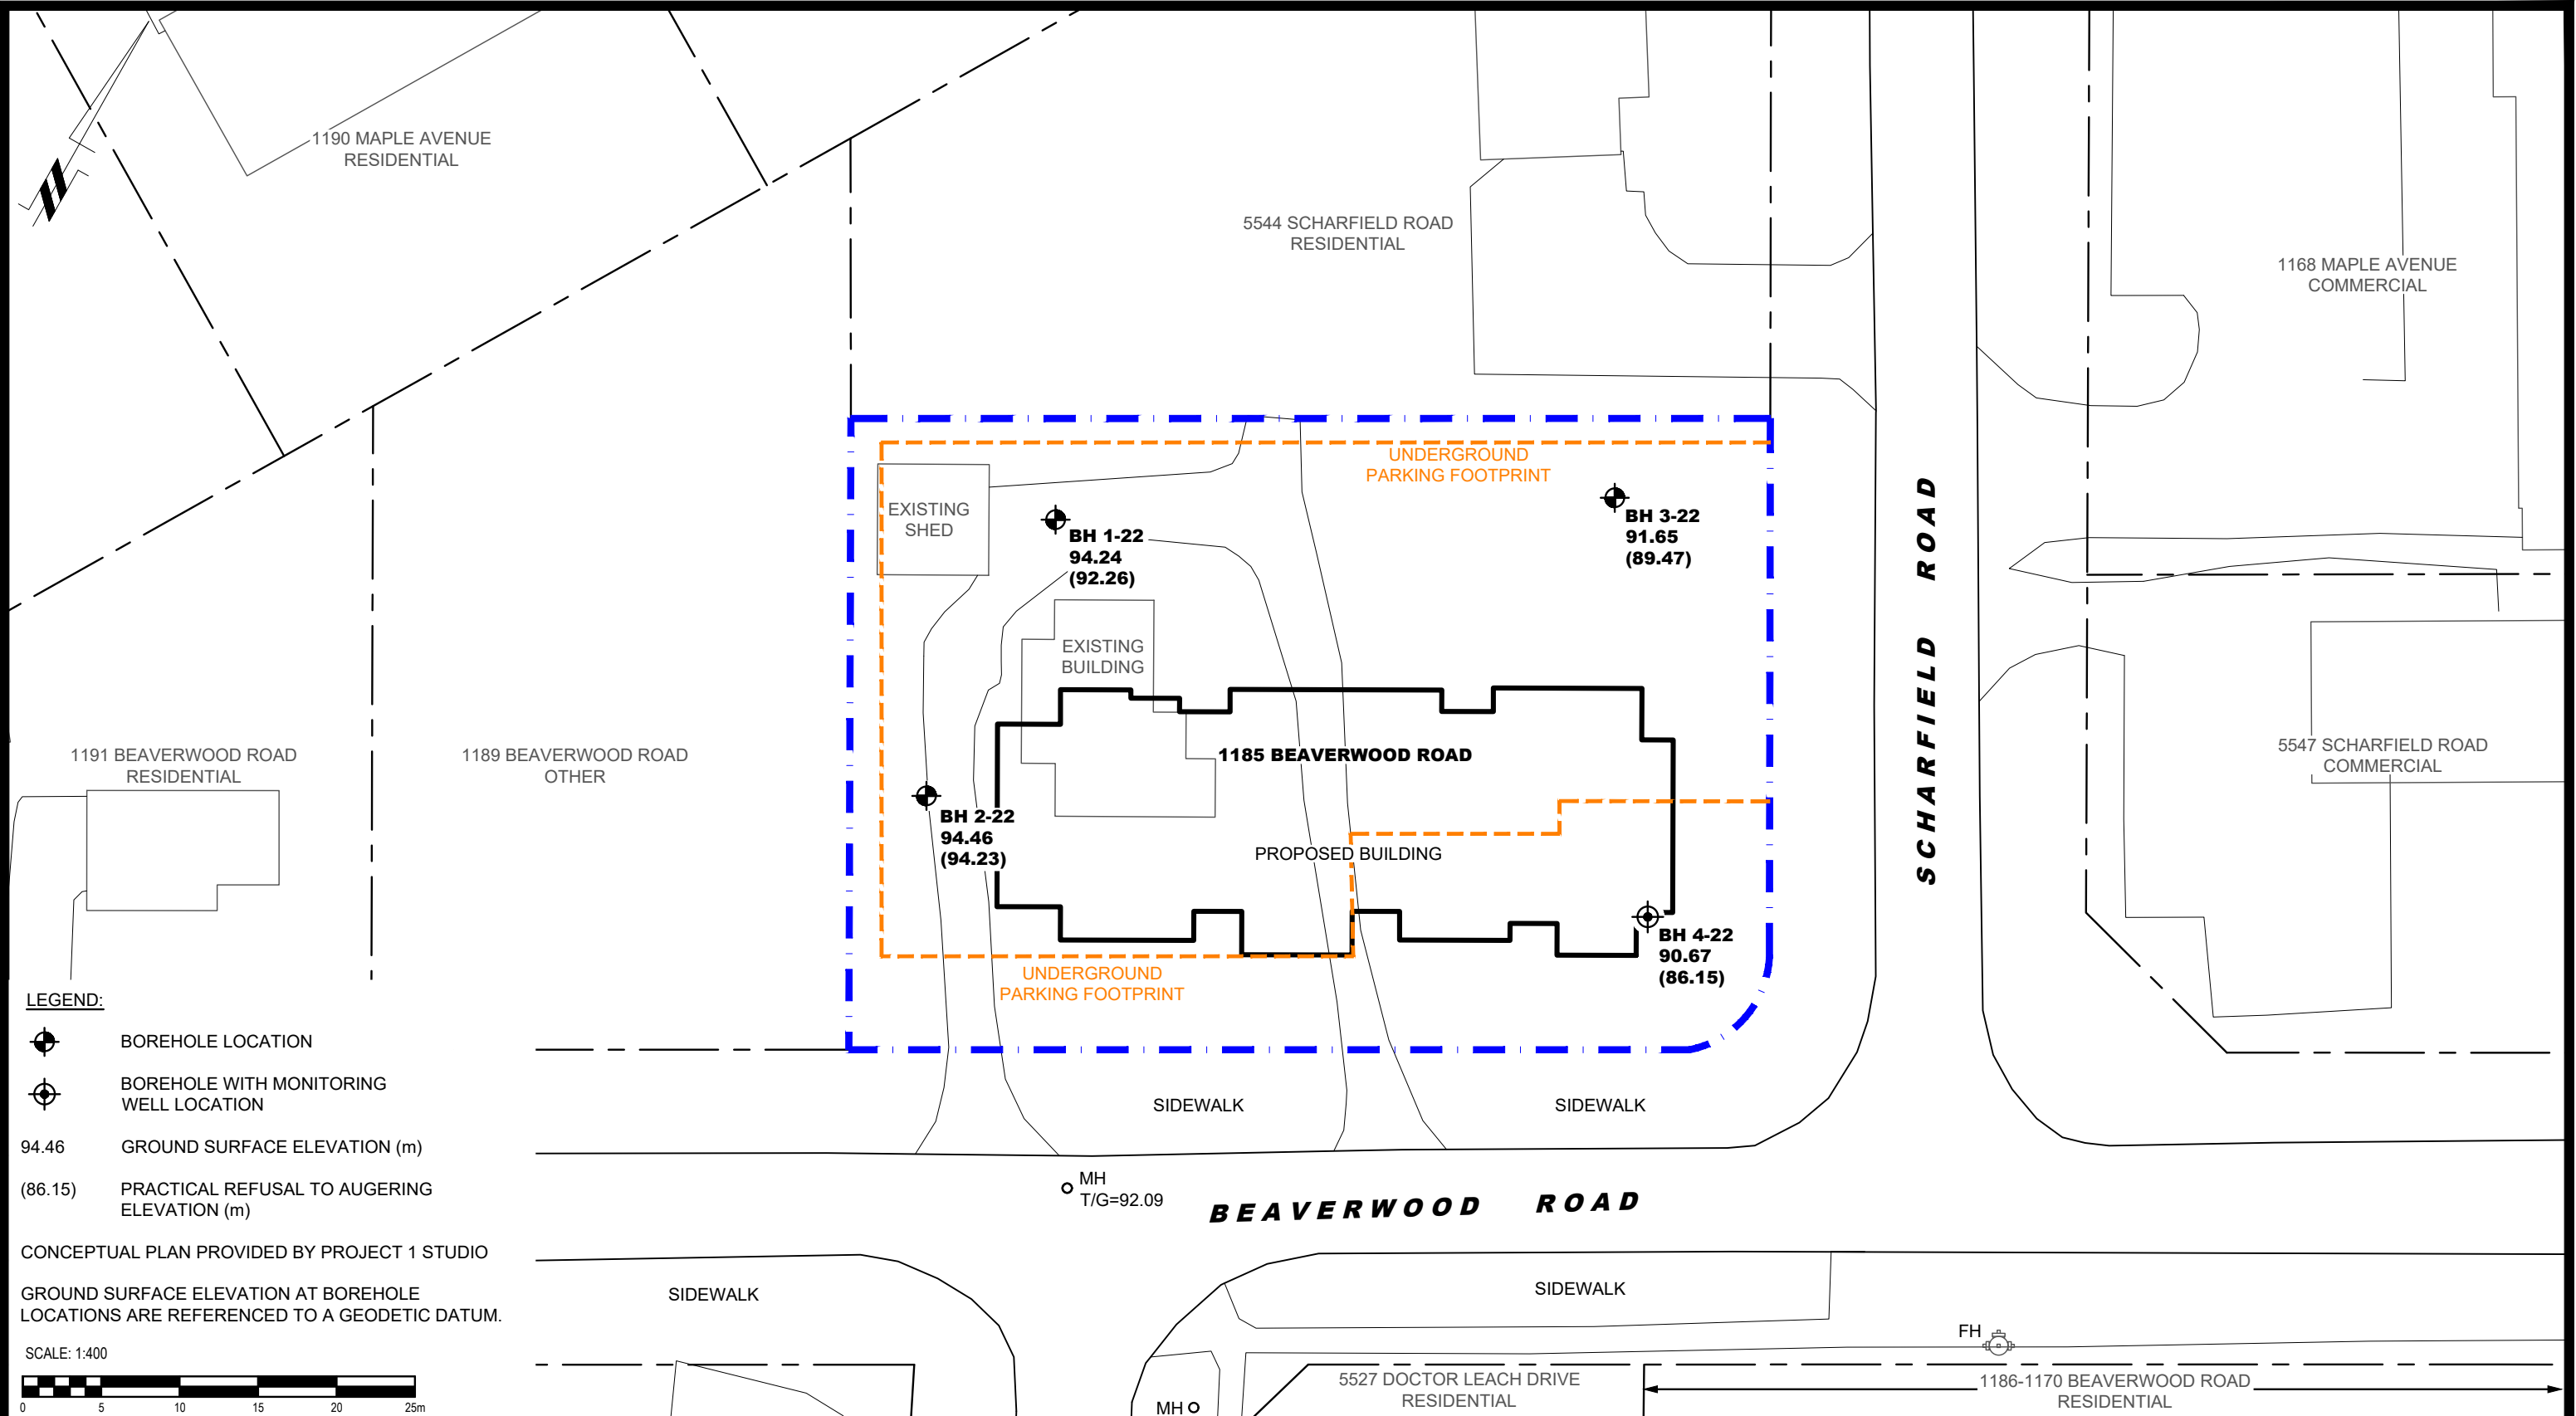 1190 MAPLE AVENUE
RESIDENTIAL
5544 SCHARFIELD ROAD
RESIDENTIAL
1168 MAPLE AVENUE
COMMERCIAL
UNDERGROUND
PARKING FOOTPRINT
EXISTING
SHED
BH 1-22
94.24
(92.26)
BH 3-22
91.65
(89.47)
SCHARFIELD ROAD
EXISTING
BUILDING
1191 BEAVERWOOD ROAD
RESIDENTIAL
1189 BEAVERWOOD ROAD
OTHER
1185 BEAVERWOOD ROAD
5547 SCHARFIELD ROAD
COMMERCIAL
BH 2-22
94.46
(94.23)
PROPOSED BUILDING
BH 4-22
90.67
(86.15)
UNDERGROUND
PARKING FOOTPRINT
LEGEND:
BOREHOLE LOCATION
BOREHOLE WITH MONITORING
WELL LOCATION
94.46 GROUND SURFACE ELEVATION (m)
(86.15) PRACTICAL REFUSAL TO AUGERING
ELEVATION (m)
CONCEPTUAL PLAN PROVIDED BY PROJECT 1 STUDIO
GROUND SURFACE ELEVATION AT BOREHOLE
LOCATIONS ARE REFERENCED TO A GEODETIC DATUM.
SCALE: 1:400
0 5 10 15 20 25m
SIDEWALK
SIDEWALK
MH
T/G=92.09
BEAVERWOOD ROAD
SIDEWALK
SIDEWALK
FH
5527 DOCTOR LEACH DRIVE
RESIDENTIAL
1186-1170 BEAVERWOOD ROAD
RESIDENTIAL
MH